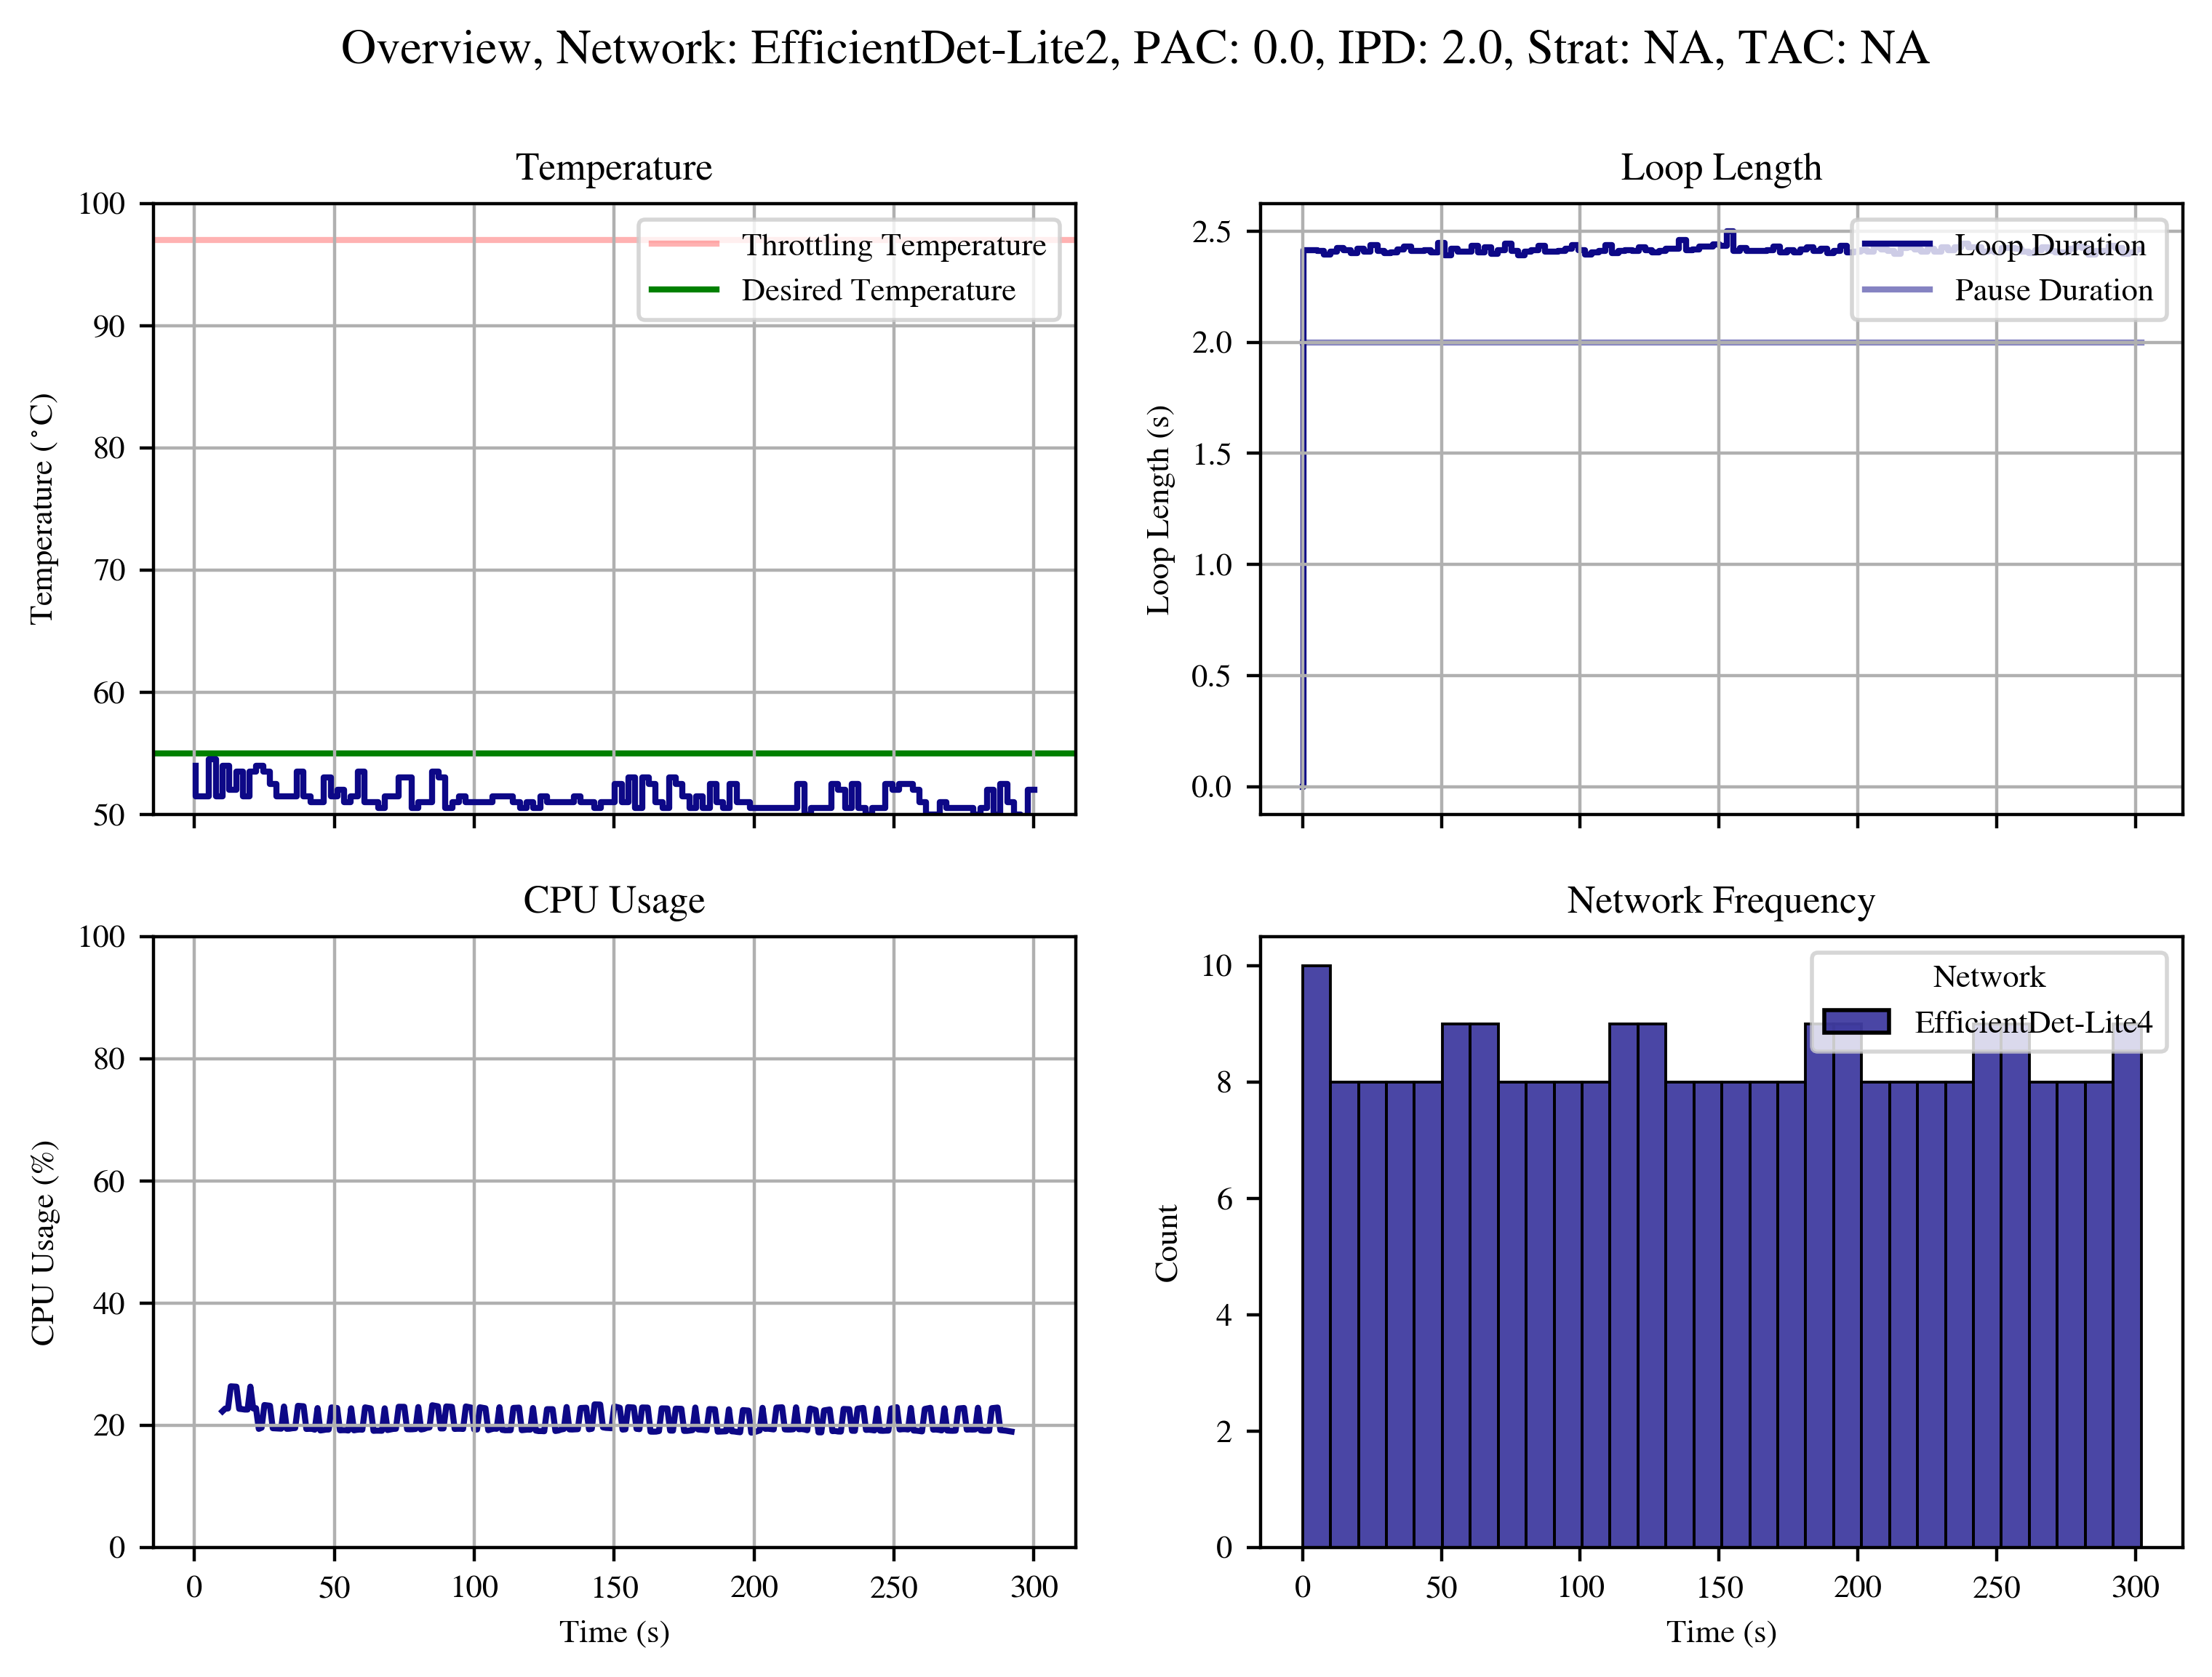 Overview, Network: EfficientDet-Lite2, PAC: 0.0, IPD: 2.0, Strat: NA, TAC: NA
Temperature
100
90
80
70
60
50
Temperature (°C)
Throttling Temperature
Desired Temperature
Loop Length
2.5
2.0
1.5
1.0
0.5
0.0
Loop Length (s)
Loop Duration
Pause Duration
CPU Usage
100
80
60
40
20
0
CPU Usage (%)
0 50 100 150 200 250 300
Time (s)
Network Frequency
10
8
6
4
2
0
Count
Network
EfficientDet-Lite4
0 50 100 150 200 250 300
Time (s)